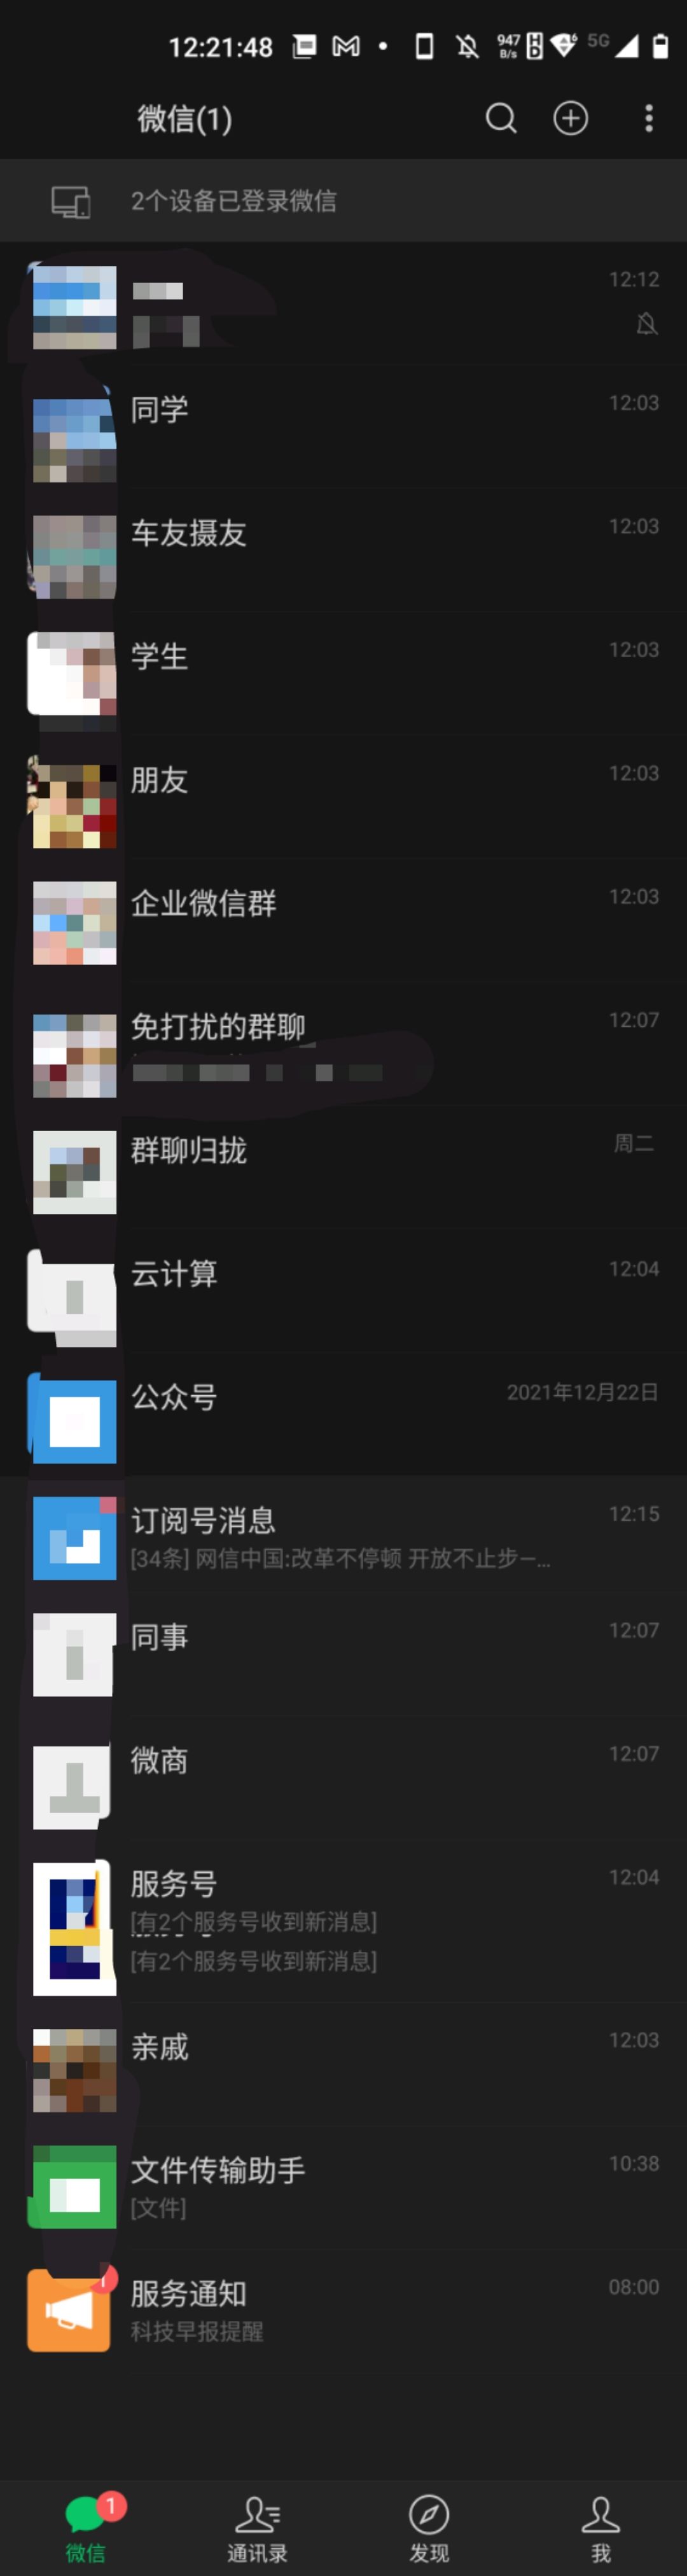 12:21:48
947 B/s HD 6 5G
微信(1)
2个设备已登录微信
12:12
同学 12:03
车友摄友 12:03
学生 12:03
朋友 12:03
企业微信群 12:03
免打扰的群聊 12:07
群聊归拢 周二
云计算 12:04
公众号 2021年12月22日
订阅号消息 12:15
[34条] 网信中国:改革不停顿 开放不止步—...
同事 12:07
微商 12:07
服务号 12:04
[有2个服务号收到新消息]
[有2个服务号收到新消息]
亲戚 12:03
文件传输助手 10:38
[文件]
服务通知 08:00
科技早报提醒
1
微信 通讯录 发现 我